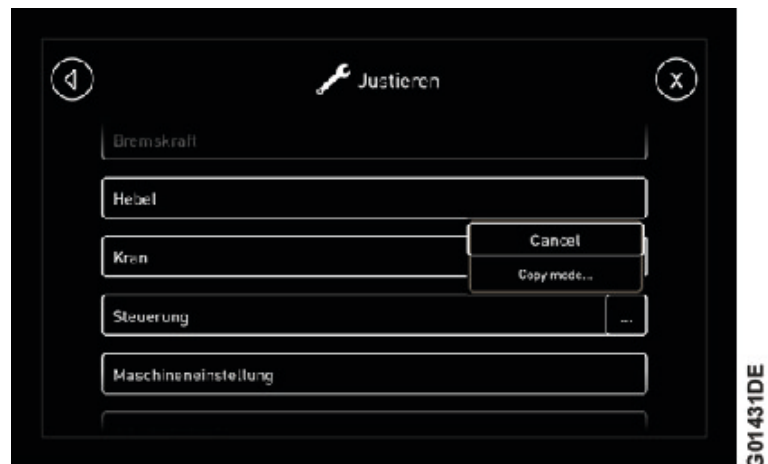 Justieren
X
Bremskraft
Hebel
Cancel
Kran
Copy mode...
Steuerung
...
Maschineneinstellung
G01431DE